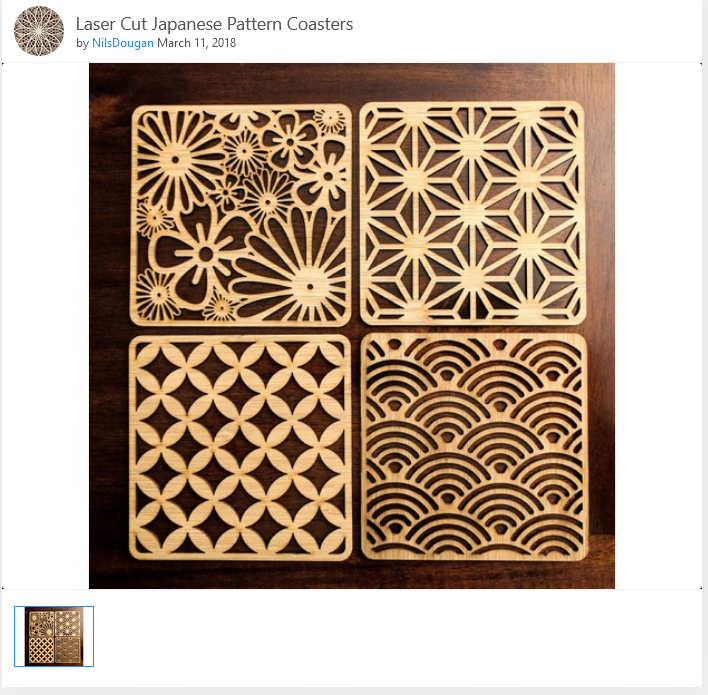 Laser Cut Japanese Pattern Coasters
by NilsDougan March 11, 2018